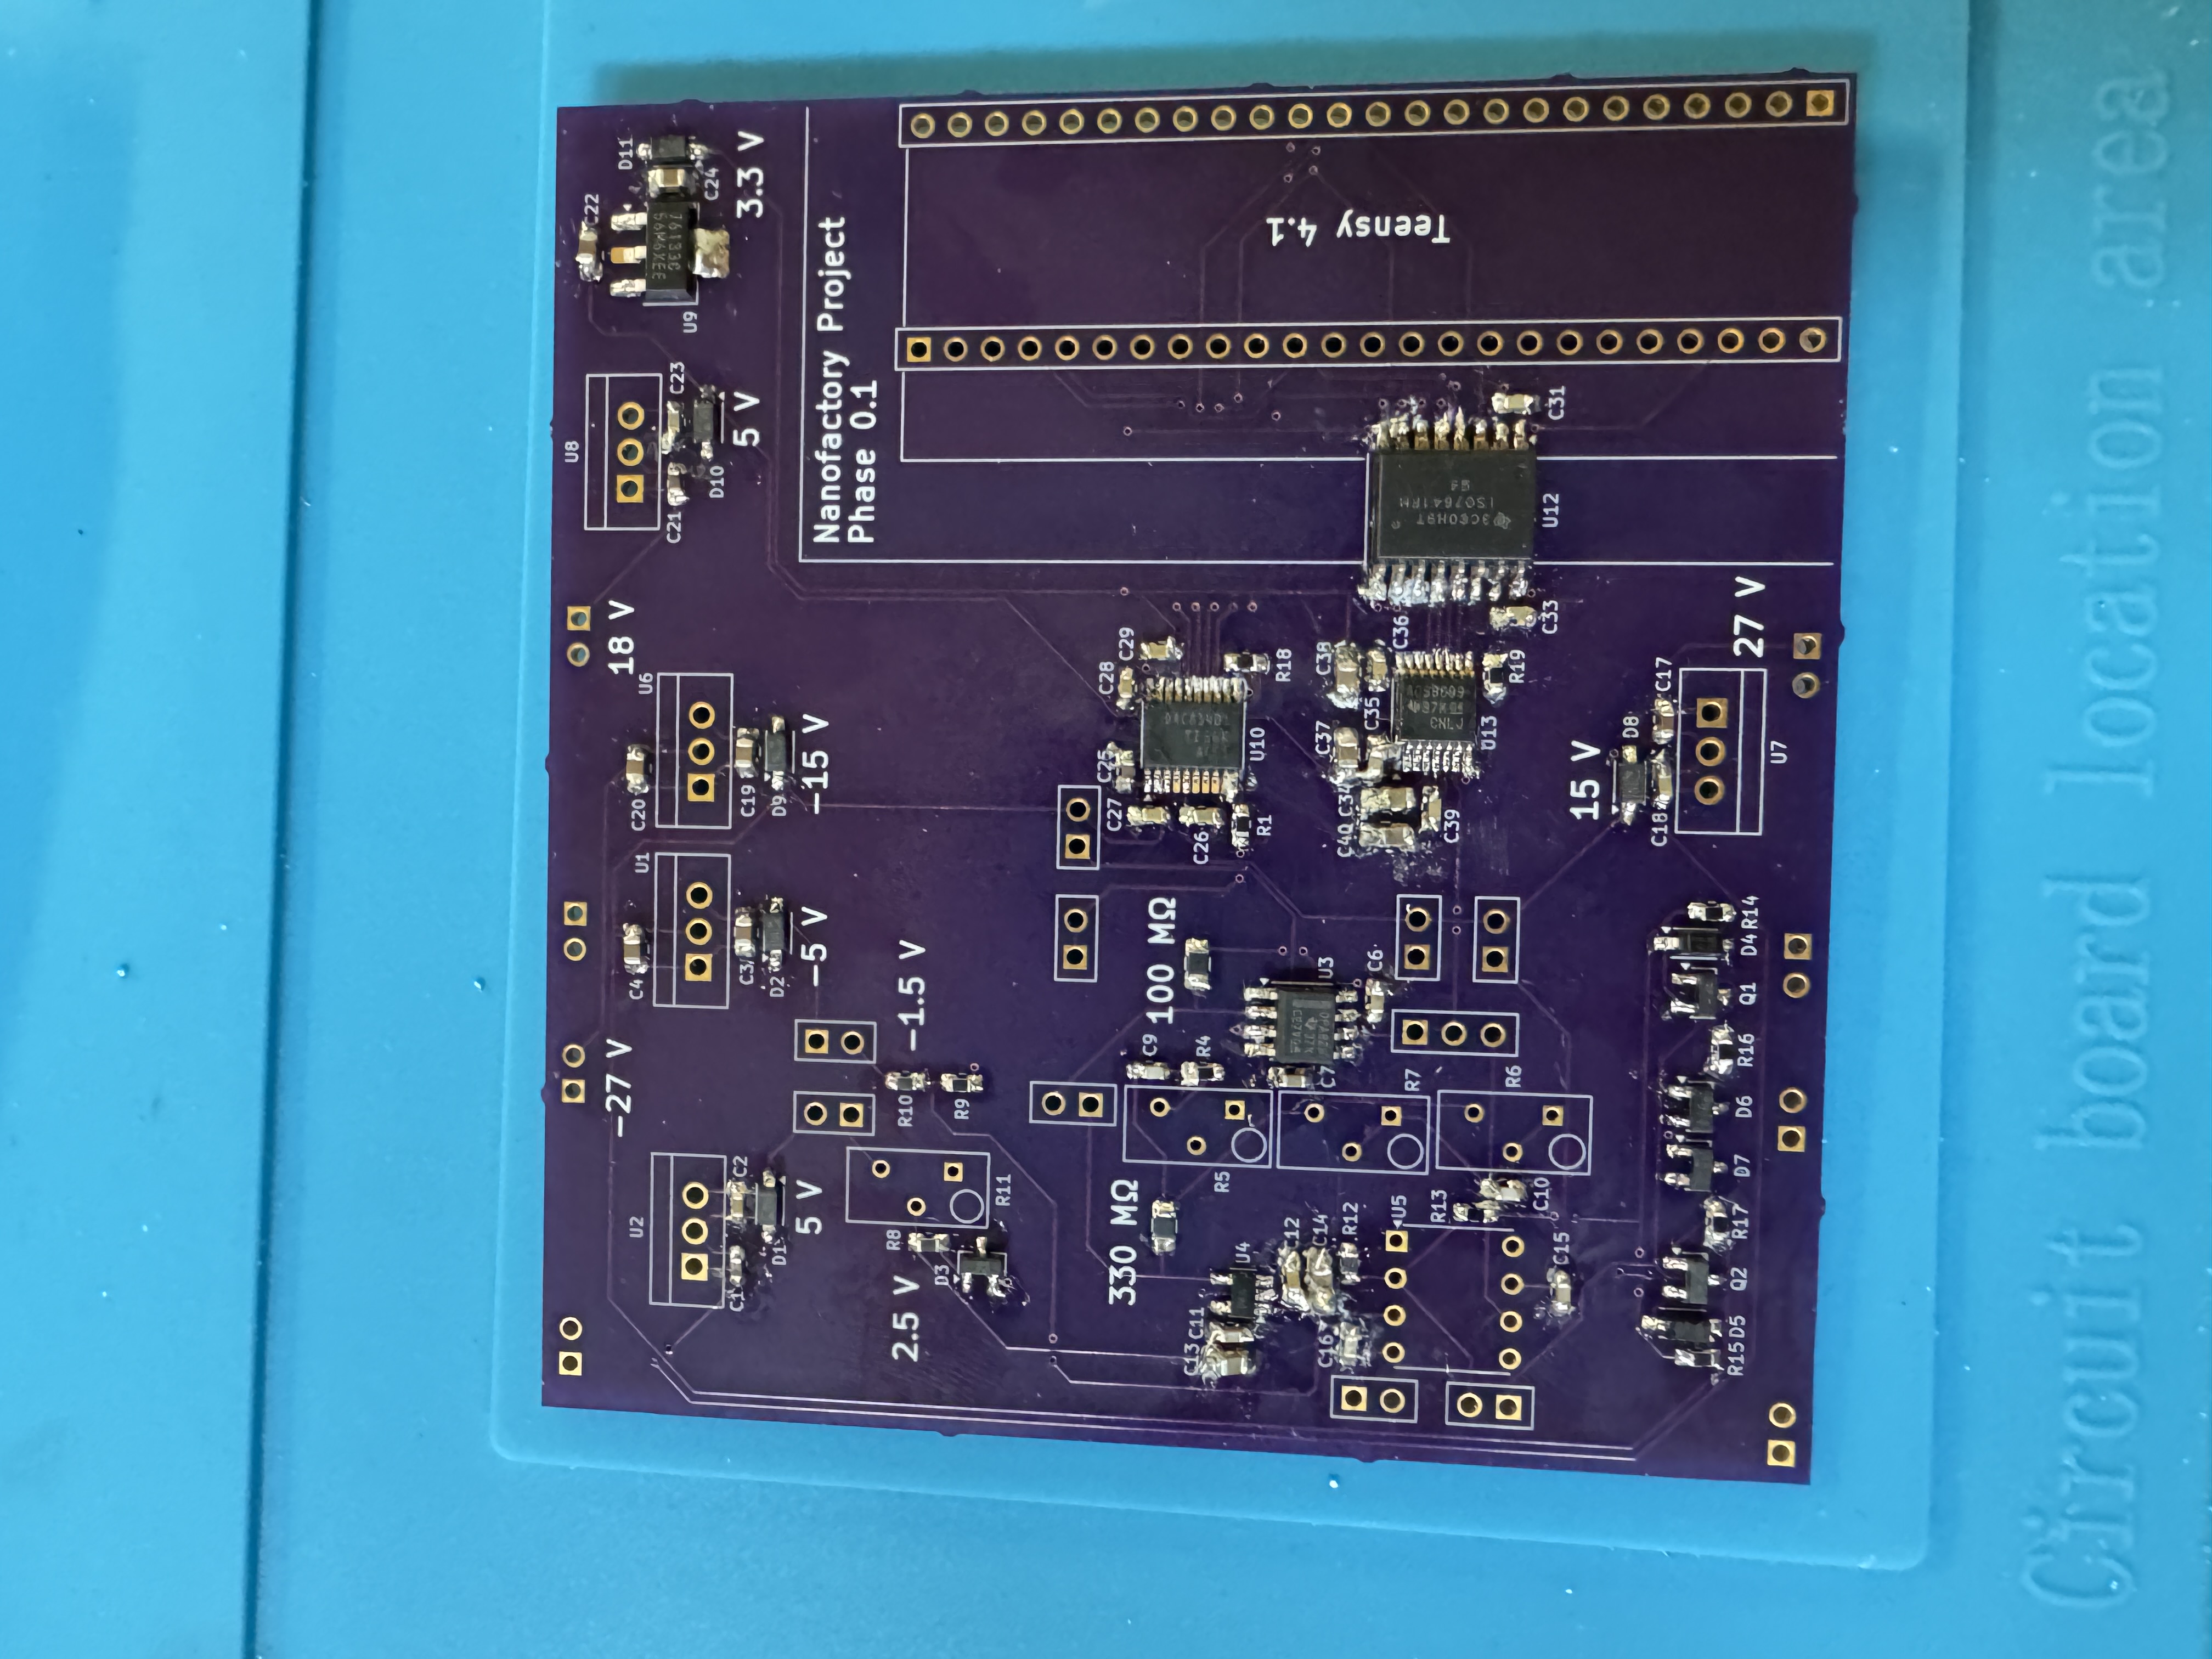 U8
C22
-27 V
18 V
D11
U2
C4
U1
C20
U6
C21
C23
U9
C24
D10
C1
C2
C3
C19
5 V
3.3 V
D1
D2
D9
5 V
-5 V
-15 V
Nanofactory Project
Phase 0.1
2.5 V
R8
R10
-1.5 V
D3
R9
R11
330 MΩ
C9
100 MΩ
C27
C25
C28
C29
C13
C11
R5
R4
C26
U4
R1
U10
R18
C12
C7
U3
C14
C16
R12
C37
C38
C40
C34
C35
C6
C36
Teensy 4.1
U5
R7
R13
C39
ISO7641FM
U13
R19
R6
C10
C33
U12
C31
C15
15 V
D8
C18
C17
R15
D5
Q2
R17
D7
D6
R16
Q1
D4
R14
27 V
U7
Circuit board location area